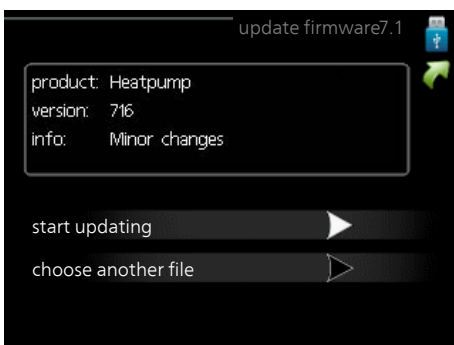 update firmware7.1
product: Heatpump
version: 716
info: Minor changes
start updating
choose another file